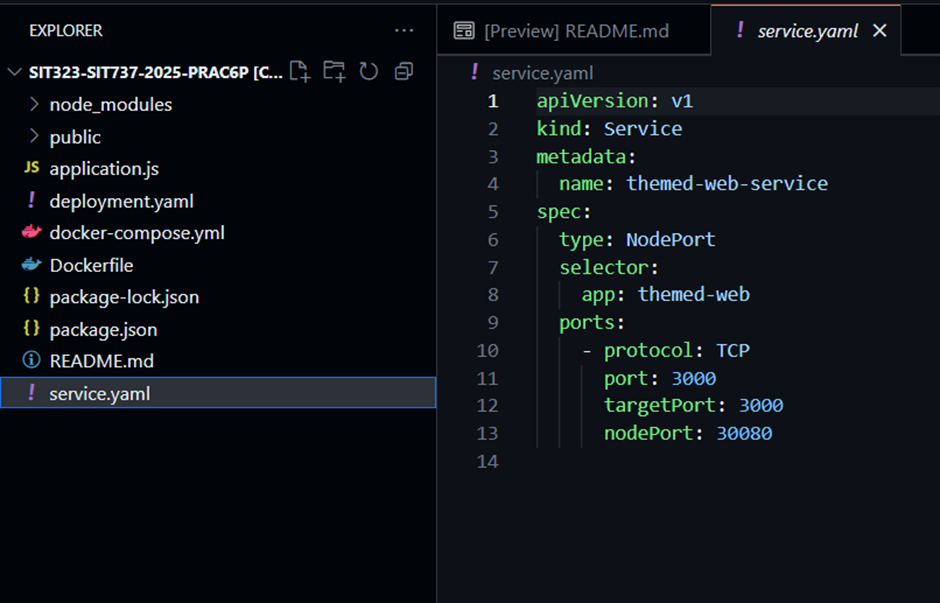 EXPLORER
...
SIT323-SIT737-2025-PRAC6P [C...
node_modules
public
JS application.js
! deployment.yaml
docker-compose.yml
Dockerfile
{} package-lock.json
{} package.json
README.md
! service.yaml
[Preview] README.md
! service.yaml
! service.yaml
1 apiVersion: v1
2 kind: Service
3 metadata:
4 name: themed-web-service
5 spec:
6 type: NodePort
7 selector:
8 app: themed-web
9 ports:
10 - protocol: TCP
11 port: 3000
12 targetPort: 3000
13 nodePort: 30080
14